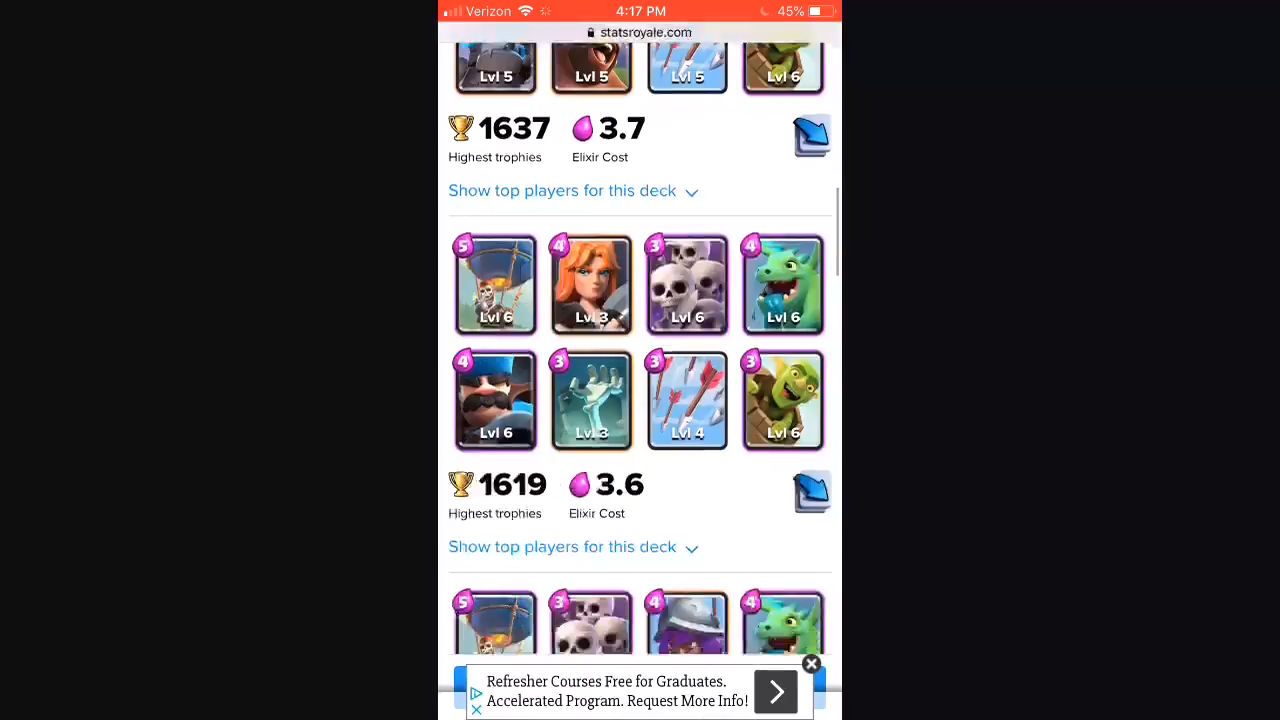 Verizon 4:17 PM 45%
statsroyale.com
Lvl 5 Lvl 5 Lvl 5 Lvl 6
1637 3.7
Highest trophies Elixir Cost
Show top players for this deck
5 4 3 4
Lvl 6 Lvl 3 Lvl 6 Lvl 6
4 3 3 3
Lvl 6 Lvl 3 Lvl 4 Lvl 6
1619 3.6
Highest trophies Elixir Cost
Show top players for this deck
5 3 4 4
Refresher Courses Free for Graduates.
Accelerated Program. Request More Info!